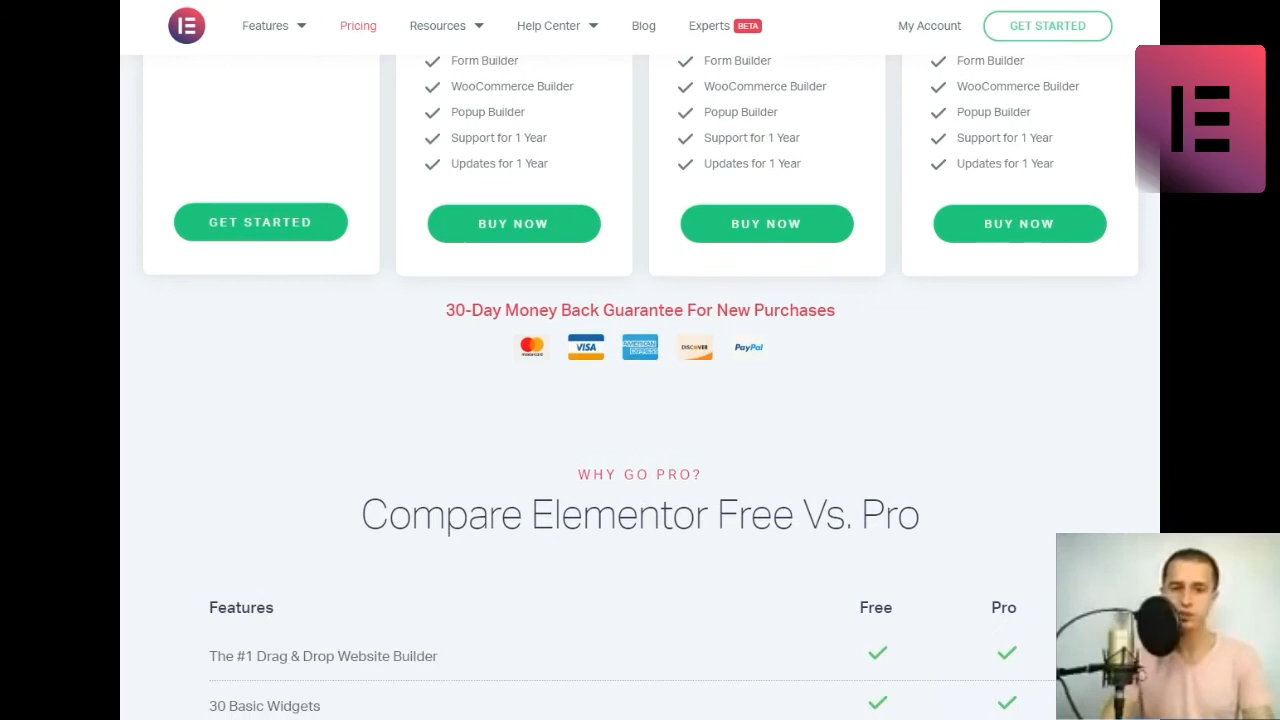 Features
Pricing
Resources
Help Center
Blog
Experts BETA
My Account
GET STARTED
Form Builder
WooCommerce Builder
Popup Builder
Support for 1 Year
Updates for 1 Year
Form Builder
WooCommerce Builder
Popup Builder
Support for 1 Year
Updates for 1 Year
Form Builder
WooCommerce Builder
Popup Builder
Support for 1 Year
Updates for 1 Year
GET STARTED
BUY NOW
BUY NOW
BUY NOW
30-Day Money Back Guarantee For New Purchases
mastercard
VISA
AMERICAN EXPRESS
DISCOVER
PayPal
WHY GO PRO?
Compare Elementor Free Vs. Pro
Features Free Pro
The #1 Drag & Drop Website Builder
30 Basic Widgets